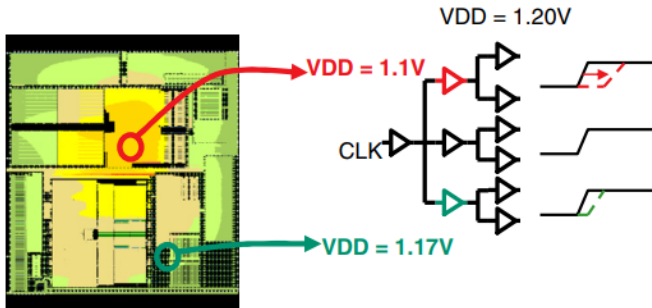 VDD = 1.20V
VDD = 1.1V
CLK
VDD = 1.17V